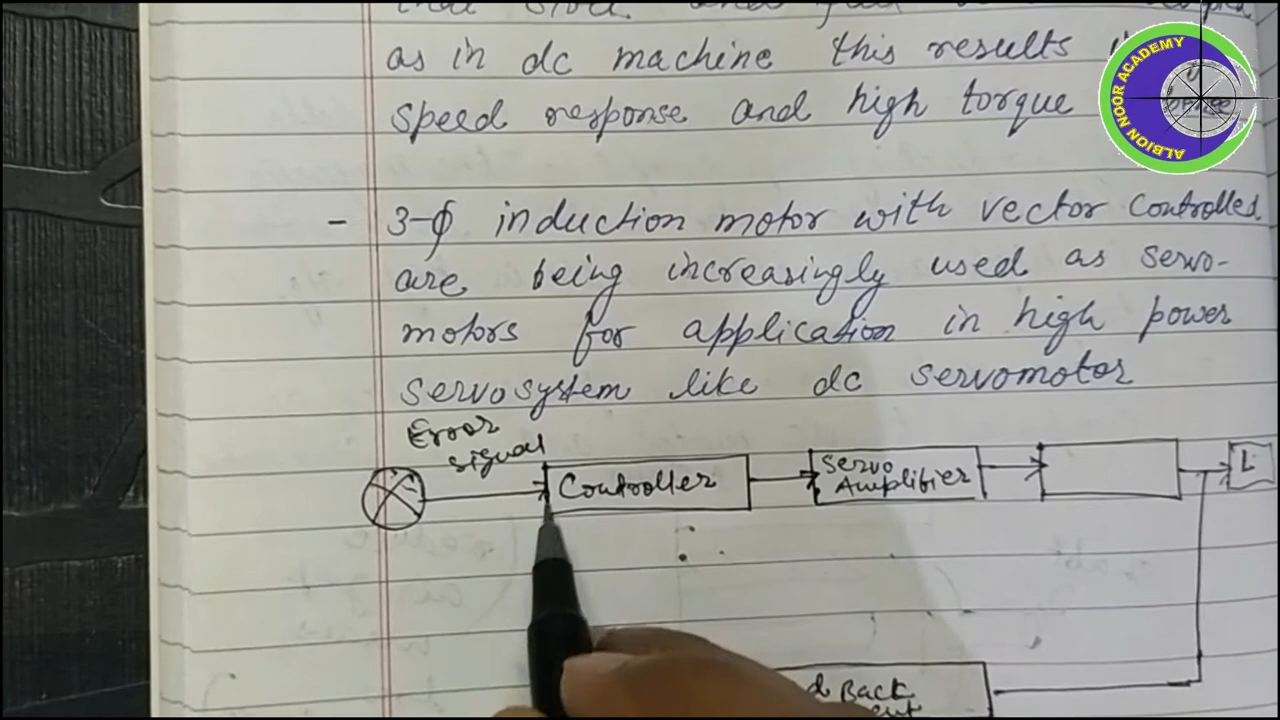 as in dc machine this results
speed response and high torque
- 3-ϕ induction motor with vector controlled
are being increasingly used as servo-
motors for application in high power
servosystem like dc servomotor
Error
signal
Controller
Servo
Amplifier
L
Back
ALBION NOOR ACADEMY